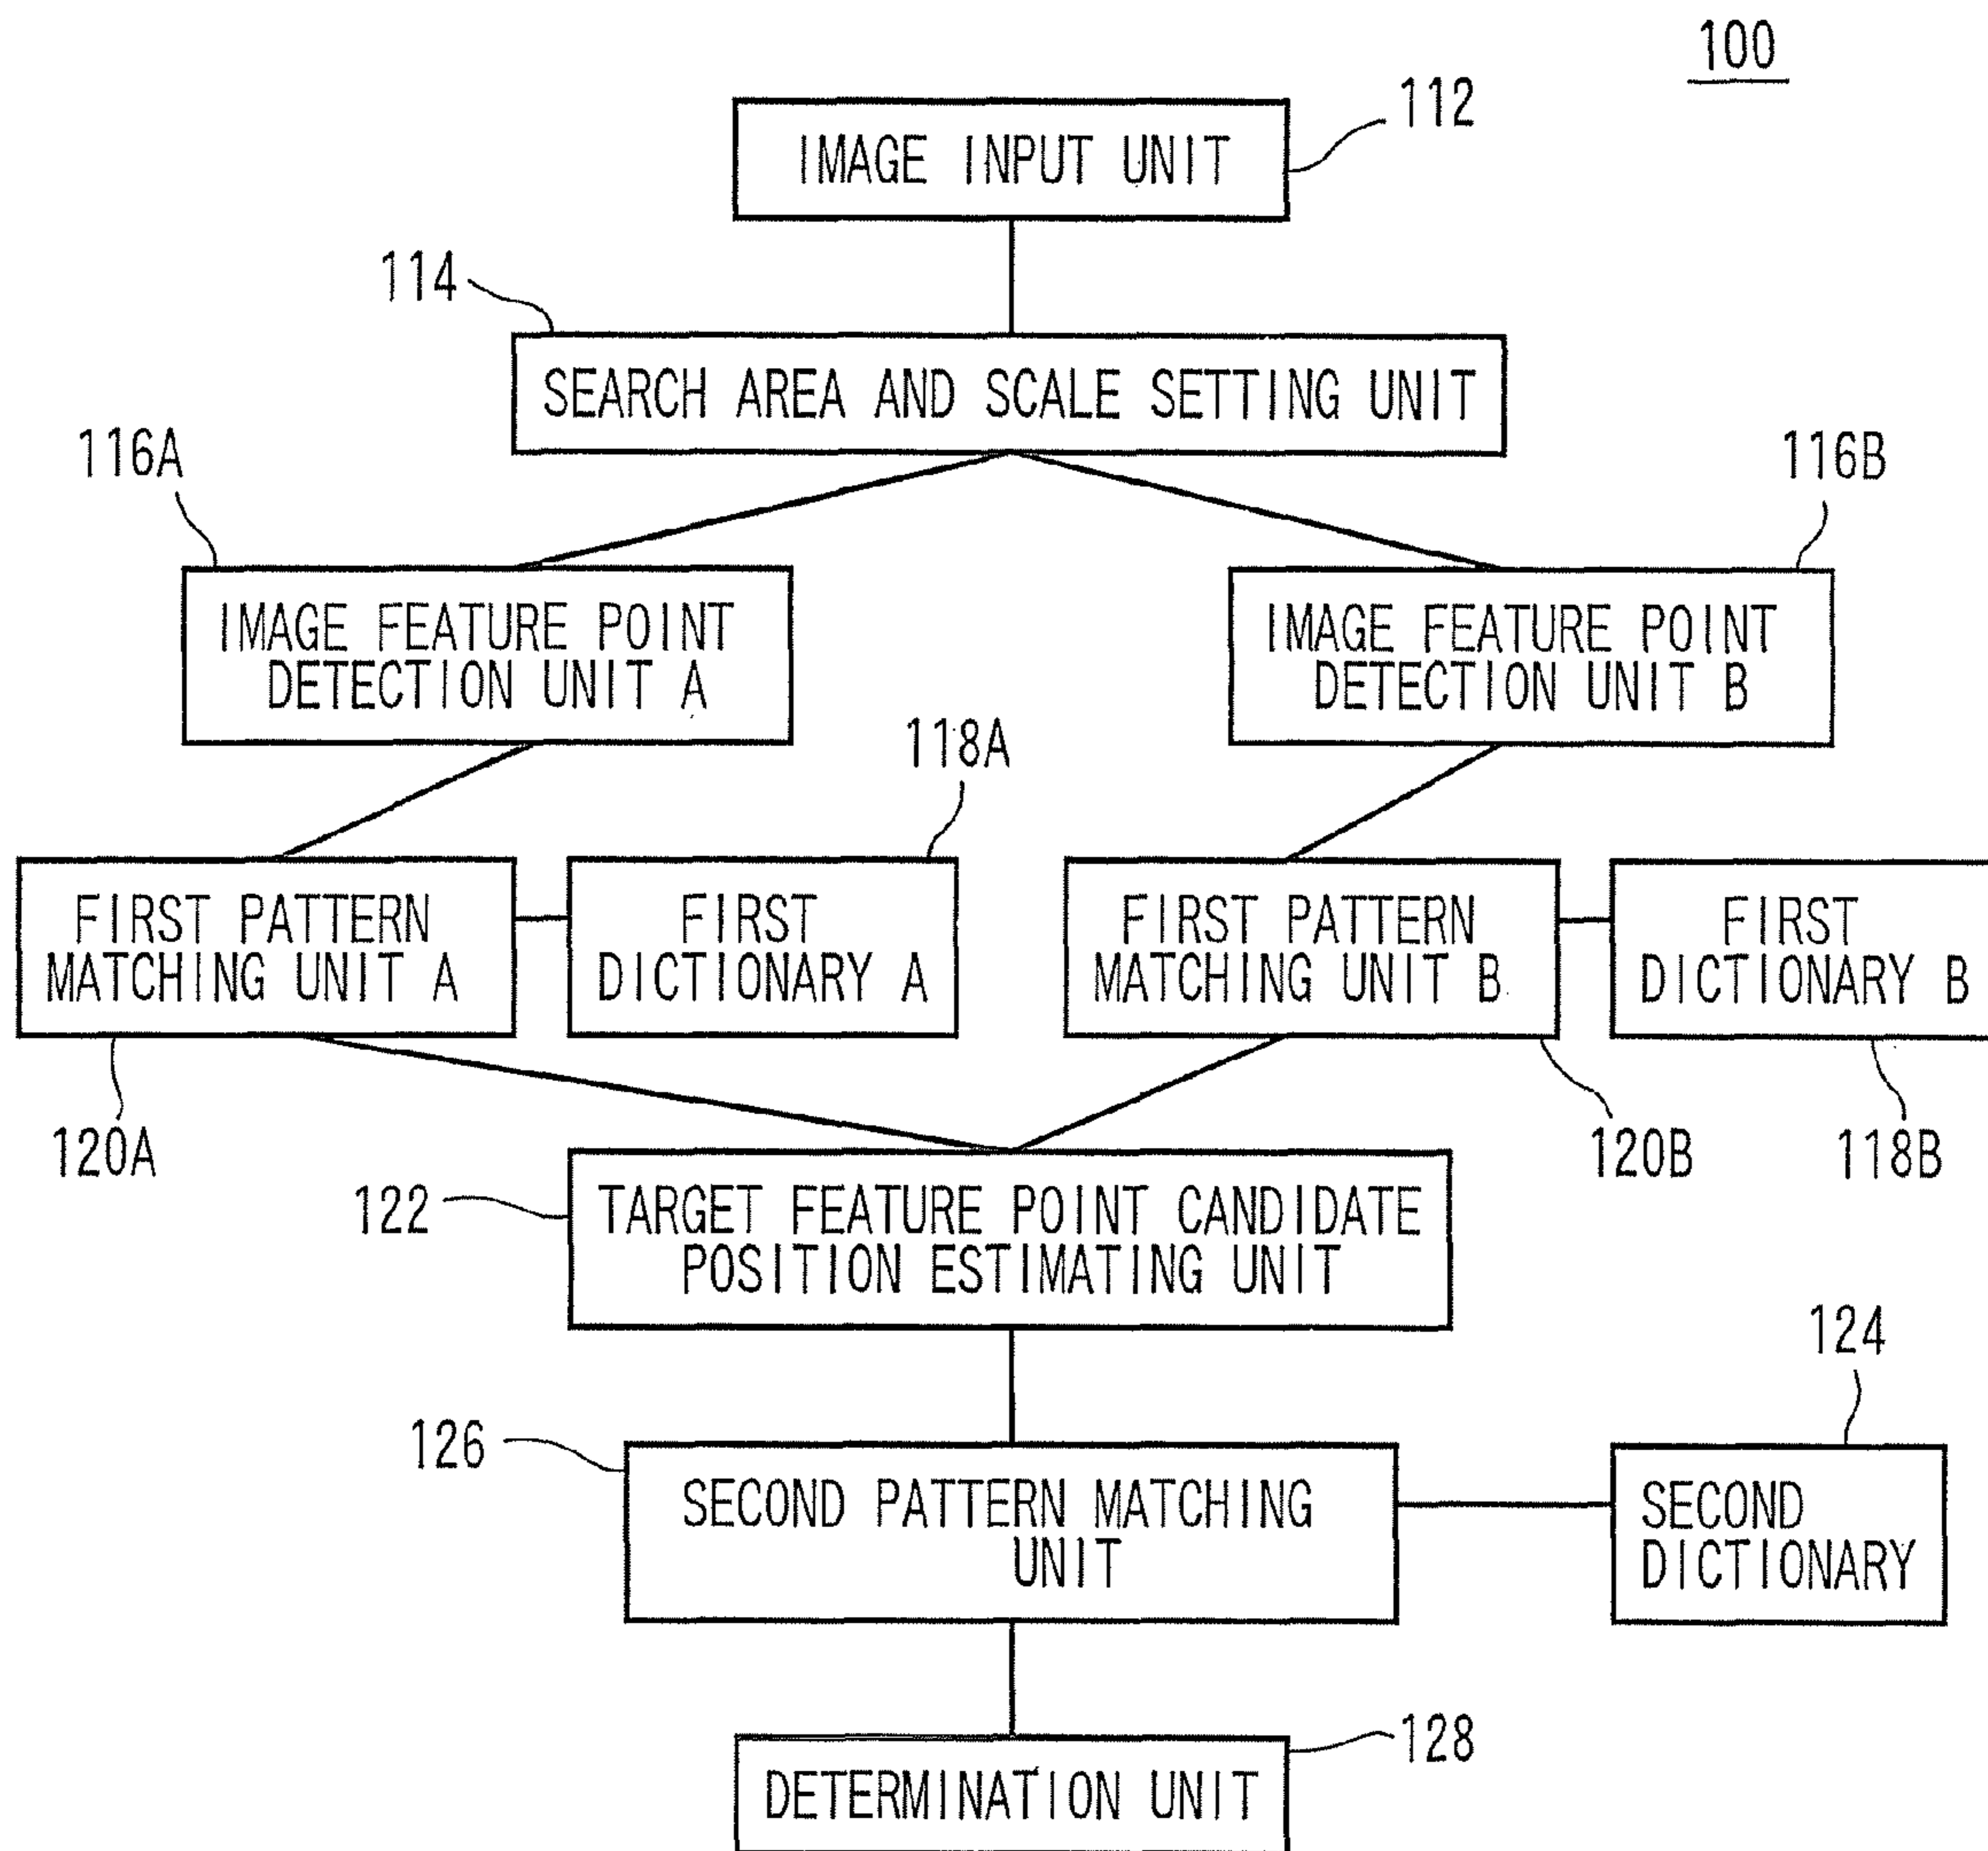 100
112
IMAGE INPUT UNIT
114
SEARCH AREA AND SCALE SETTING UNIT
116A
116B
IMAGE FEATURE POINT
DETECTION UNIT A
IMAGE FEATURE POINT
DETECTION UNIT B
118A
FIRST PATTERN
MATCHING UNIT A
FIRST
DICTIONARY A
FIRST PATTERN
MATCHING UNIT B
FIRST
DICTIONARY B
120A
120B
118B
122
TARGET FEATURE POINT CANDIDATE
POSITION ESTIMATING UNIT
124
126
SECOND PATTERN MATCHING
UNIT
SECOND
DICTIONARY
128
DETERMINATION UNIT